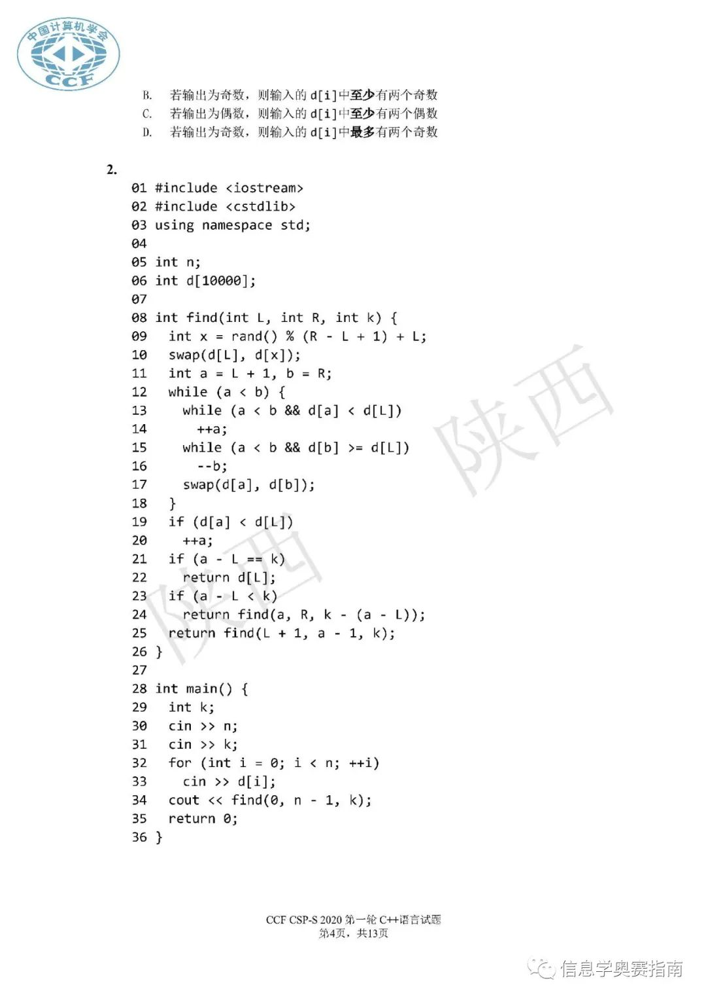 中国计算机学会
CCF
B. 若输出为奇数，则输入的 d[i]中至少有两个奇数
C. 若输出为偶数，则输入的 d[i]中至少有两个偶数
D. 若输出为奇数，则输入的 d[i]中最多有两个奇数
2.
01 #include <iostream>
02 #include <cstdlib>
03 using namespace std;
04
05 int n;
06 int d[10000];
07
08 int find(int L, int R, int k) {
09   int x = rand() % (R - L + 1) + L;
10   swap(d[L], d[x]);
11   int a = L + 1, b = R;
12   while (a < b) {
13     while (a < b && d[a] < d[L])
14       ++a;
15     while (a < b && d[b] >= d[L])
16       --b;
17     swap(d[a], d[b]);
18   }
19   if (d[a] < d[L])
20     ++a;
21   if (a - L == k)
22     return d[L];
23   if (a - L < k)
24     return find(a, R, k - (a - L));
25   return find(L + 1, a - 1, k);
26 }
27
28 int main() {
29   int k;
30   cin >> n;
31   cin >> k;
32   for (int i = 0; i < n; ++i)
33     cin >> d[i];
34   cout << find(0, n - 1, k);
35   return 0;
36 }
陕西
陕西
CCF CSP-S 2020 第一轮 C++语言试题
第4页，共13页
信息学奥赛指南